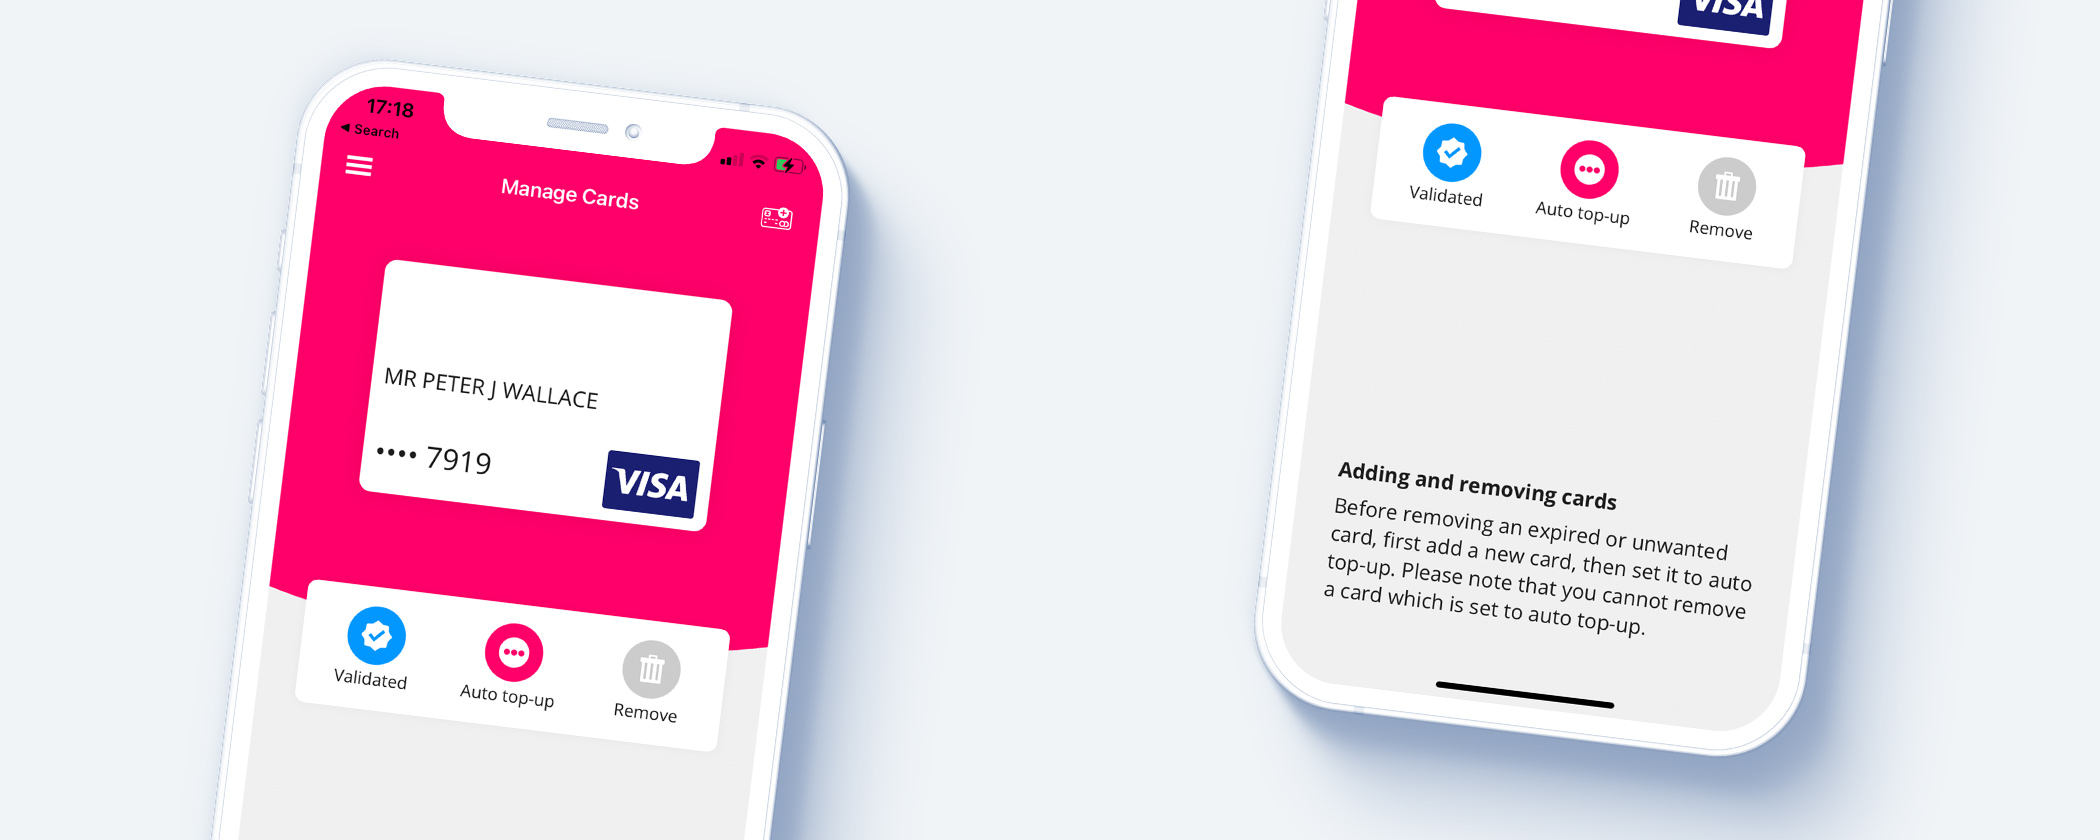 17:18
◀ Search
Manage Cards
MR PETER J WALLACE
•••• 7919
VISA
Validated
Auto top-up
Remove
VISA
Validated
Auto top-up
Remove
Adding and removing cards
Before removing an expired or unwanted
card, first add a new card, then set it to auto
top-up. Please note that you cannot remove
a card which is set to auto top-up.